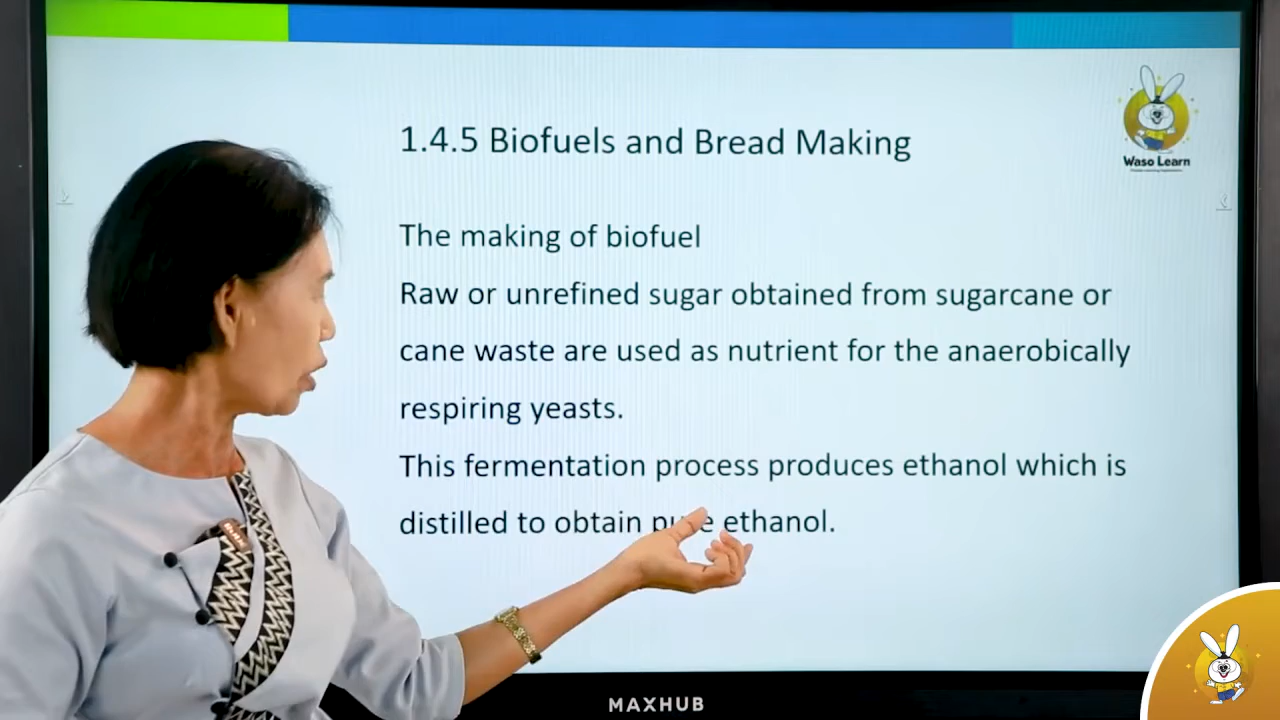 1.4.5 Biofuels and Bread Making
Waso Learn
The making of biofuel
Raw or unrefined sugar obtained from sugarcane or
cane waste are used as nutrient for the anaerobically
respiring yeasts.
This fermentation process produces ethanol which is
distilled to obtain pure ethanol.
MAXHUB